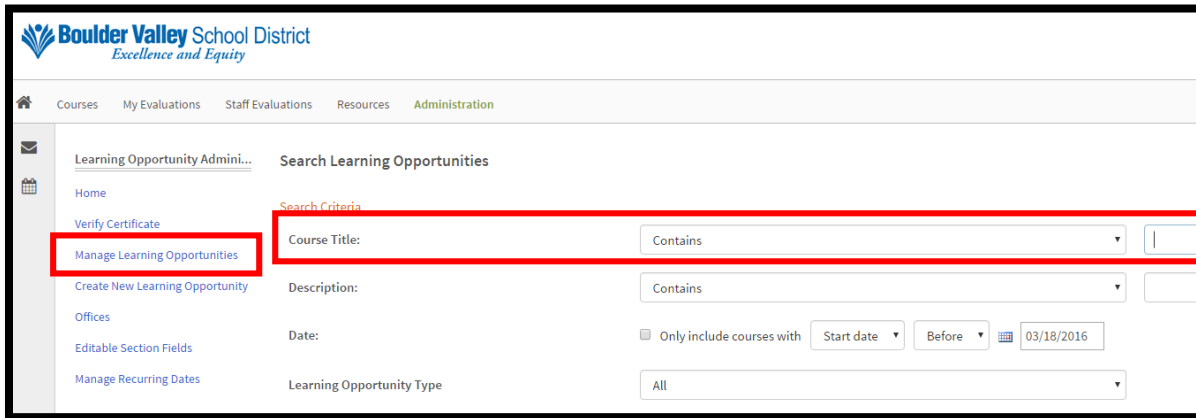 Boulder Valley School District
Excellence and Equity
Courses My Evaluations Staff Evaluations Resources Administration
Learning Opportunity Admini...
Home
Verify Certificate
Manage Learning Opportunities
Create New Learning Opportunity
Offices
Editable Section Fields
Manage Recurring Dates
Search Learning Opportunities
Search Criteria
Course Title: Contains
Description: Contains
Date: Only include courses with Start date Before 03/18/2016
Learning Opportunity Type All